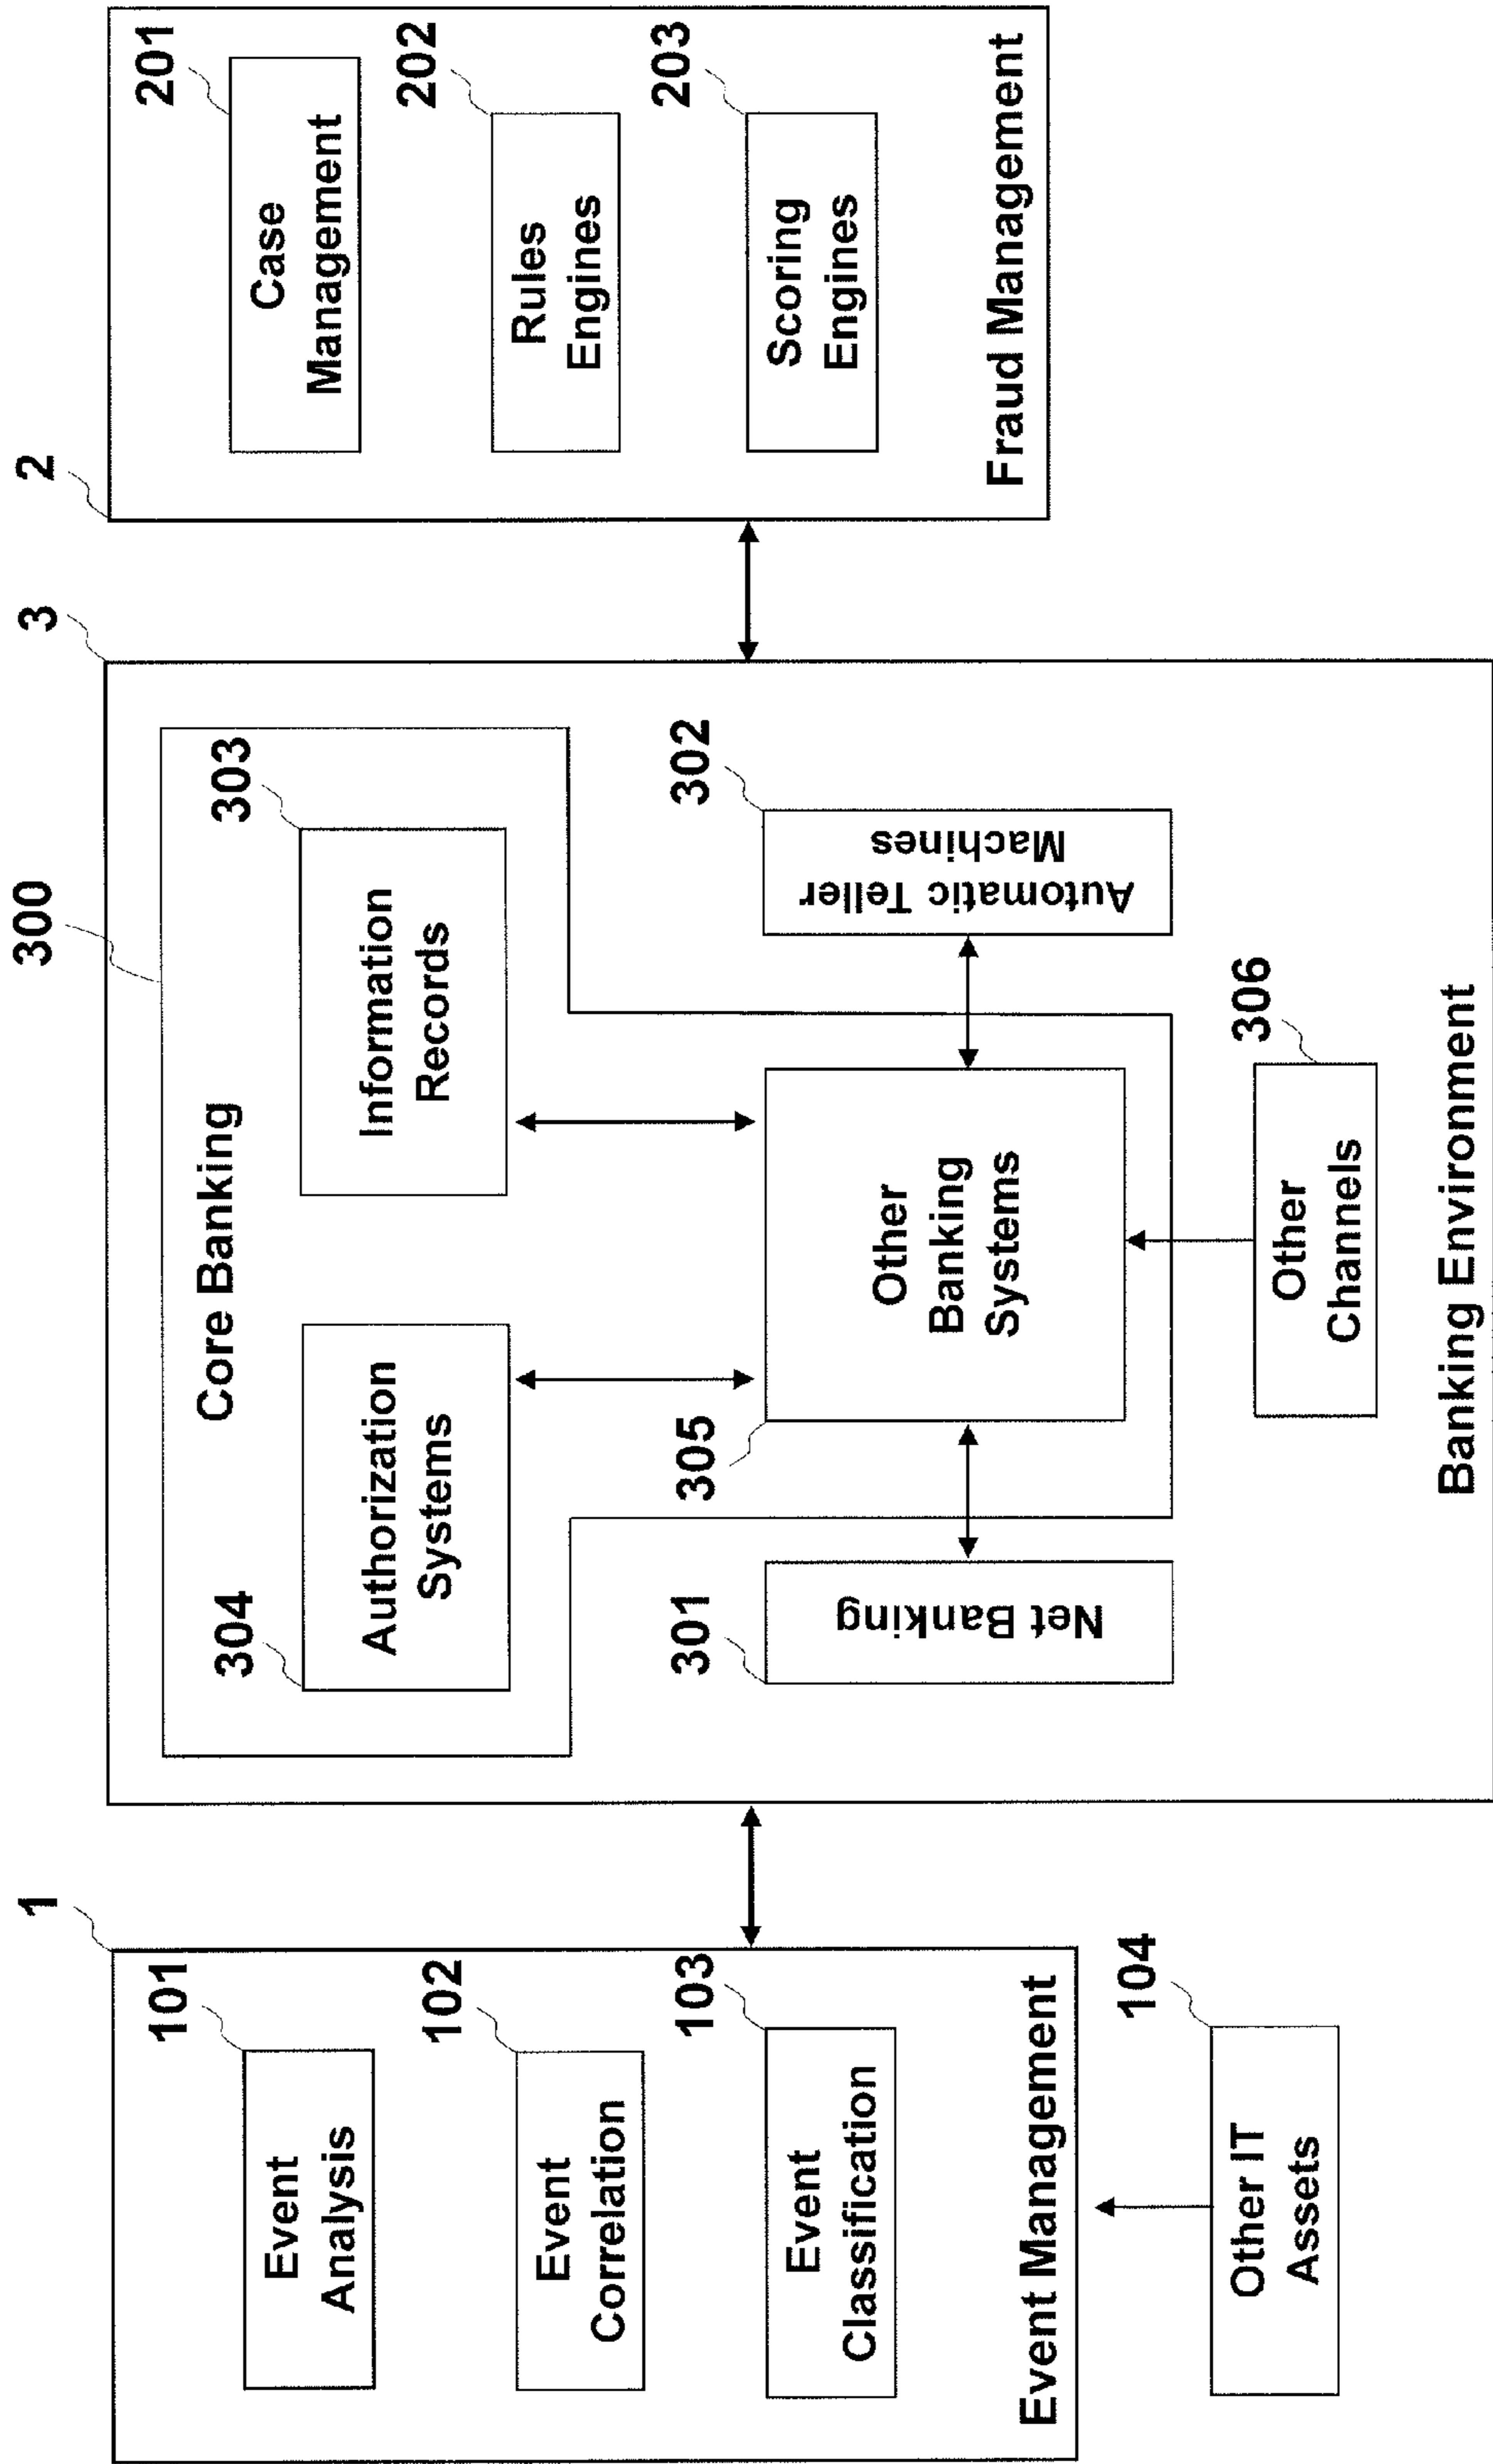 1
101
Event
Analysis
102
Event
Correlation
103
Event
Classification
Event Management
104
Other IT
Assets
3
300
Core Banking
304
Authorization
Systems
303
Information
Records
305
Other
Banking
Systems
301
Net Banking
302
Automatic Teller
Machines
306
Other
Channels
Banking Environment
2
201
Case
Management
202
Rules
Engines
203
Scoring
Engines
Fraud Management